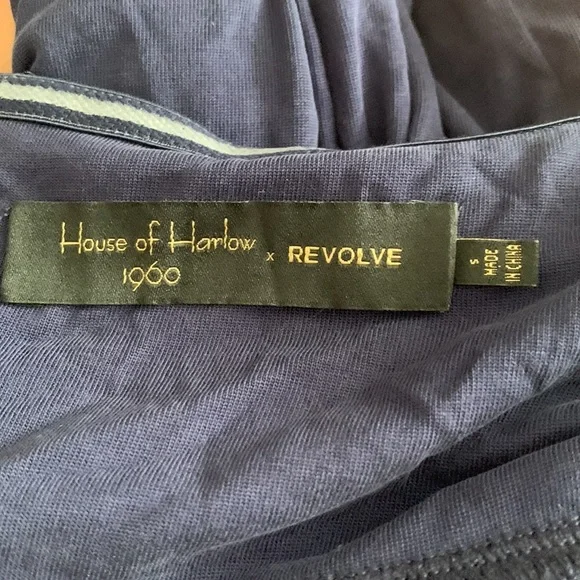 House of Harlow x REVOLVE
1960
S
MADE
IN CHINA